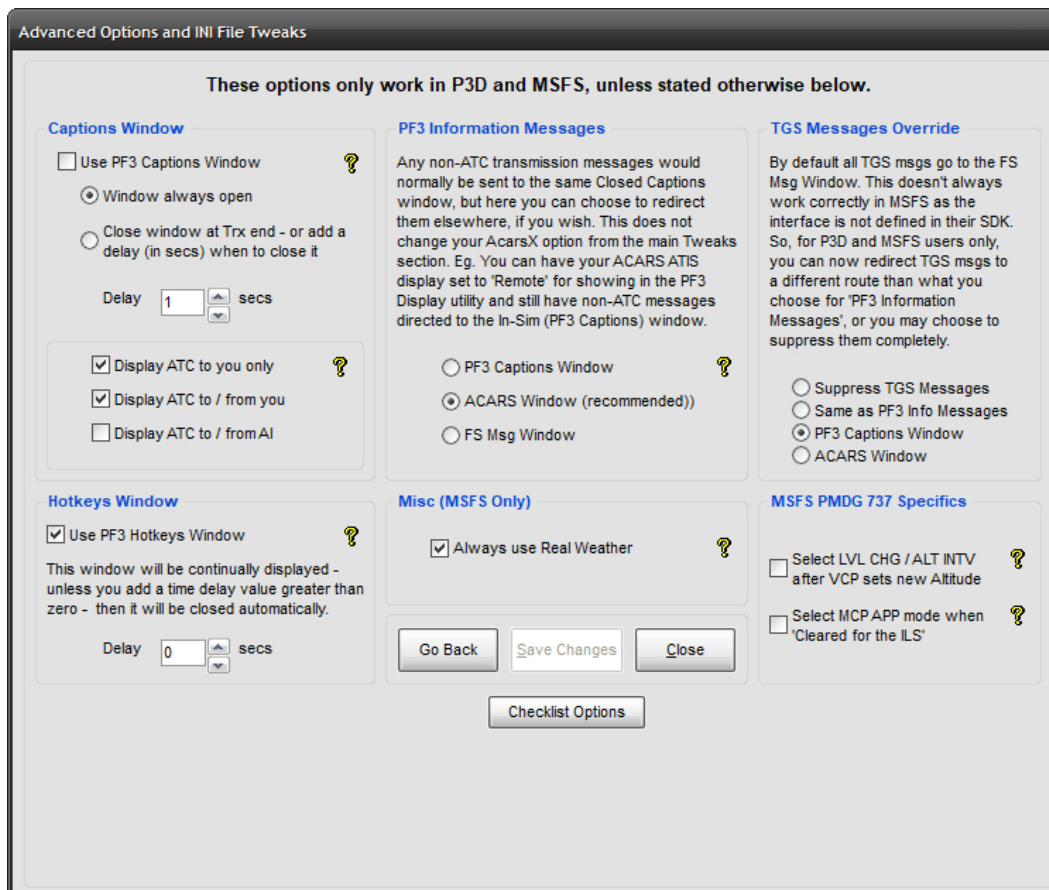 Advanced Options and INI File Tweaks
These options only work in P3D and MSFS, unless stated otherwise below.
Captions Window
Use PF3 Captions Window
Window always open
Close window at Trx end - or add a
delay (in secs) when to close it
Delay 1 secs
Display ATC to you only
Display ATC to / from you
Display ATC to / from AI
PF3 Information Messages
Any non-ATC transmission messages would
normally be sent to the same Closed Captions
window, but here you can choose to redirect
them elsewhere, if you wish. This does not
change your AcarsX option from the main Tweaks
section. Eg. You can have your ACARS ATIS
display set to 'Remote' for showing in the PF3
Display utility and still have non-ATC messages
directed to the In-Sim (PF3 Captions) window.
PF3 Captions Window
ACARS Window (recommended))
FS Msg Window
TGS Messages Override
By default all TGS msgs go to the FS
Msg Window. This doesn't always
work correctly in MSFS as the
interface is not defined in their SDK.
So, for P3D and MSFS users only,
you can now redirect TGS msgs to
a different route than what you
choose for 'PF3 Information
Messages', or you may choose to
suppress them completely.
Suppress TGS Messages
Same as PF3 Info Messages
PF3 Captions Window
ACARS Window
Hotkeys Window
Use PF3 Hotkeys Window
This window will be continually displayed -
unless you add a time delay value greater than
zero - then it will be closed automatically.
Delay 0 secs
Misc (MSFS Only)
Always use Real Weather
Go Back Save Changes Close
Checklist Options
MSFS PMDG 737 Specifics
Select LVL CHG / ALT INTV
after VCP sets new Altitude
Select MCP APP mode when
'Cleared for the ILS'